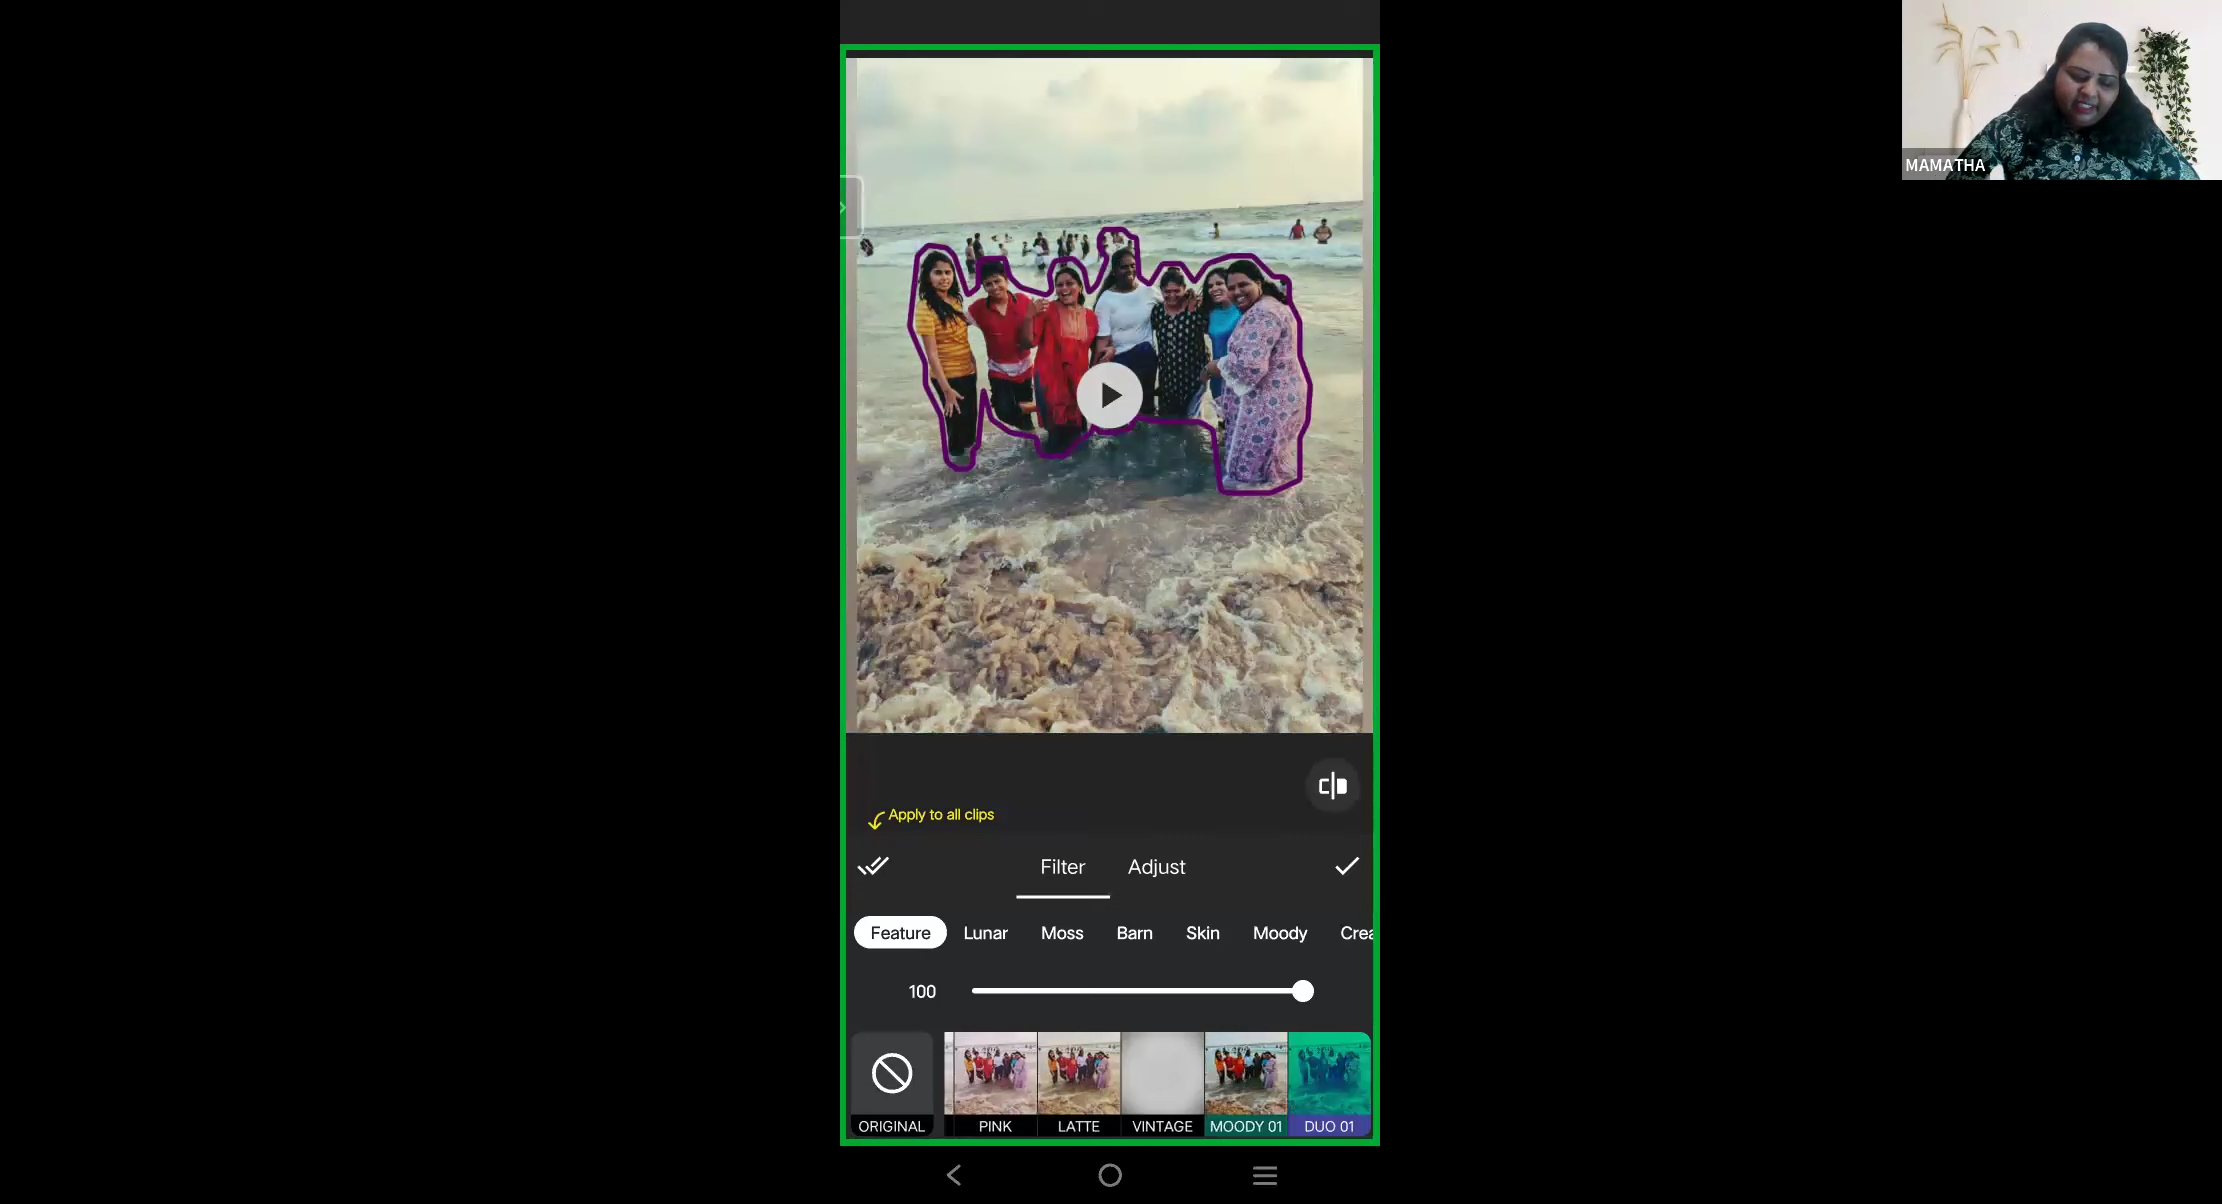 MAMATHA
Apply to all clips
Filter Adjust
Feature Lunar Moss Barn Skin Moody Crea
100
ORIGINAL PINK LATTE VINTAGE MOODY 01 DUO 01